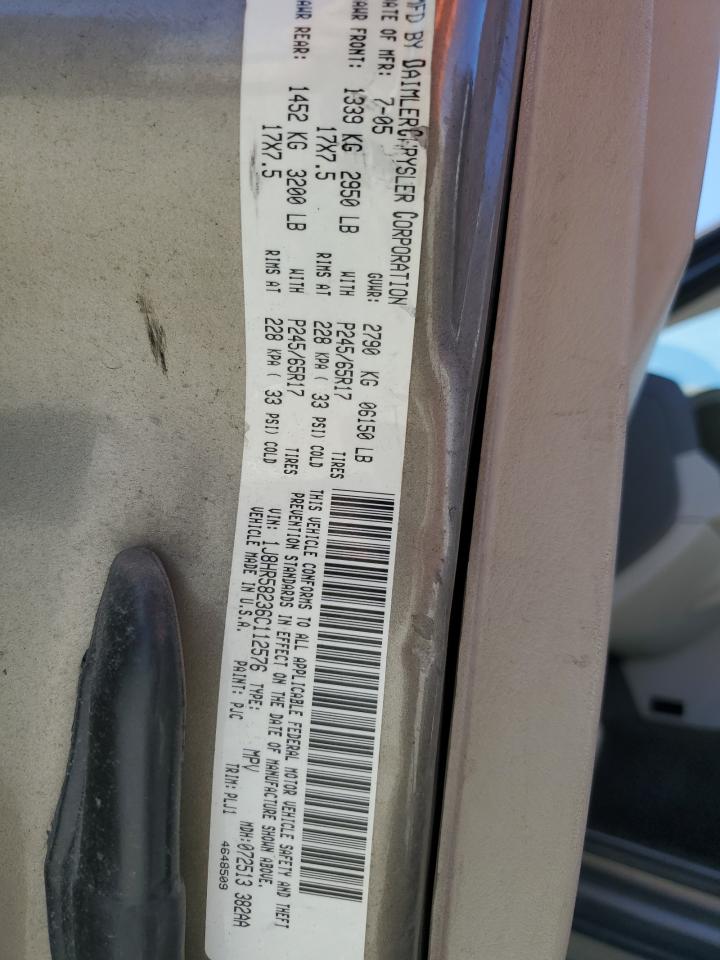 MFD BY DAIMLERCHRYSLER CORPORATION
DATE OF MFR: 7-05 GVWR: 2790 KG 06150 LB
GAWR FRONT: 1339 KG 2950 LB WITH P245/65R17 TIRES
17X7.5 RIMS AT 228 KPA ( 33 PSI) COLD
GAWR REAR: 1452 KG 3200 LB WITH P245/65R17 TIRES
17X7.5 RIMS AT 228 KPA ( 33 PSI) COLD
THIS VEHICLE CONFORMS TO ALL APPLICABLE FEDERAL MOTOR VEHICLE SAFETY AND THEFT
PREVENTION STANDARDS IN EFFECT ON THE DATE OF MANUFACTURE SHOWN ABOVE.
VIN: 1J8HR58236C112576 TYPE: MPV MDH:072513 382AA
VEHICLE MADE IN U.S.A. PAINT: PJC TRIM:PLJ1 4648509